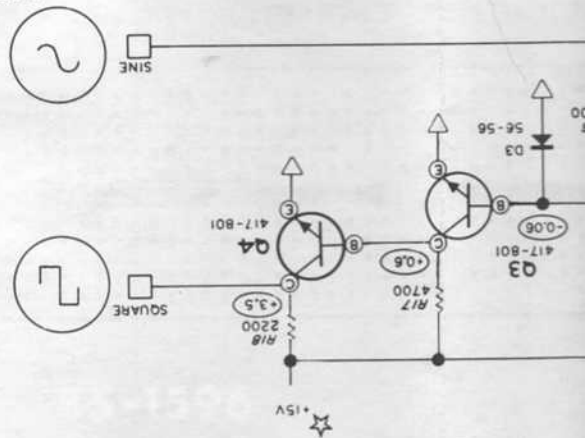 +15V
R18
2200
+3.5
C
SQUARE
R17
4700
Q3
417-801
-0.06
+0.6
C
B
E
Q4
417-801
B
E
D3
56-56
SINE